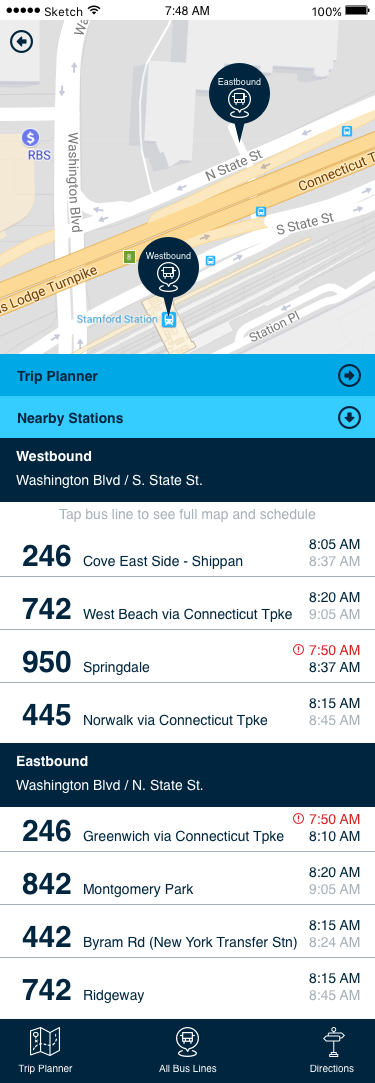 Sketch 7:48 AM 100%
Eastbound
RBS
Washington Blvd
N State St
Connecticut T
S State St
Westbound
s Lodge Turnpike
Stamford Station
Station Pl
Trip Planner
Nearby Stations
Westbound
Washington Blvd / S. State St.
Tap bus line to see full map and schedule
8:05 AM
246 Cove East Side - Shippan 8:37 AM
8:20 AM
742 West Beach via Connecticut Tpke 9:05 AM
7:50 AM
950 Springdale 8:37 AM
8:15 AM
445 Norwalk via Connecticut Tpke 8:45 AM
Eastbound
Washington Blvd / N. State St.
7:50 AM
246 Greenwich via Connecticut Tpke 8:10 AM
8:20 AM
842 Montgomery Park 9:05 AM
8:15 AM
442 Byram Rd (New York Transfer Stn) 8:24 AM
8:15 AM
742 Ridgeway 8:45 AM
Trip Planner All Bus Lines Directions